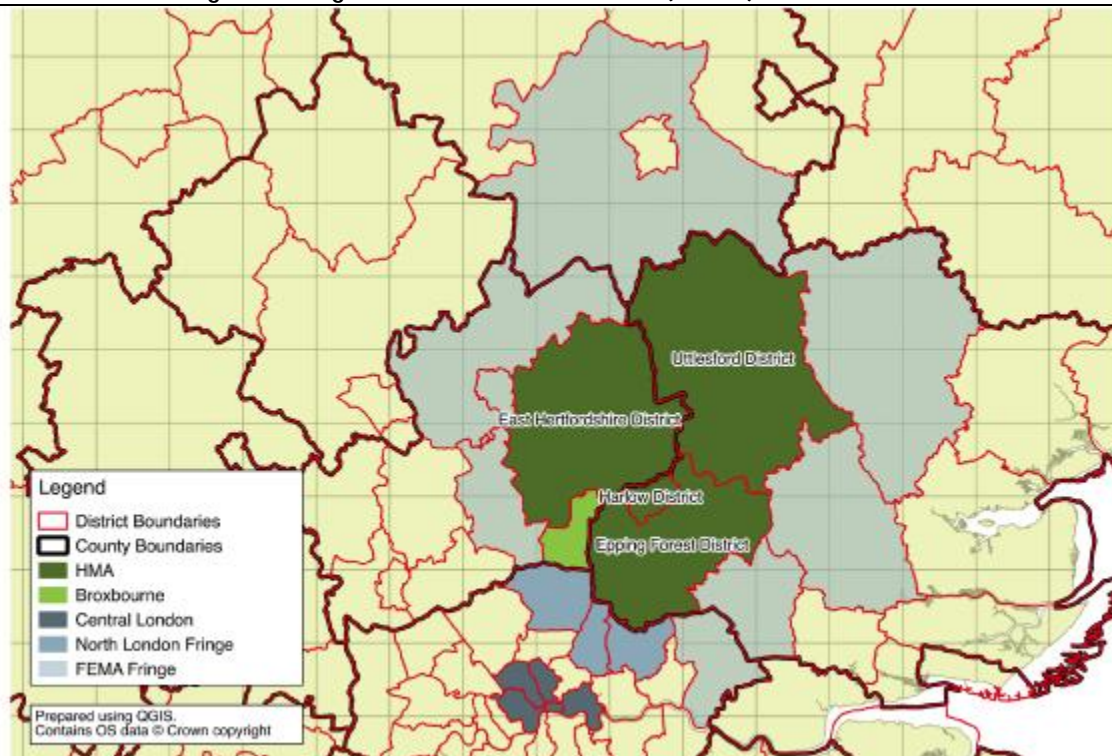 Uttlesford District
East Hertfordshire District
Harlow District
Epping Forest District
Legend
District Boundaries
County Boundaries
HMA
Broxbourne
Central London
North London Fringe
FEMA Fringe
Prepared using QGIS.
Contains OS data © Crown copyright